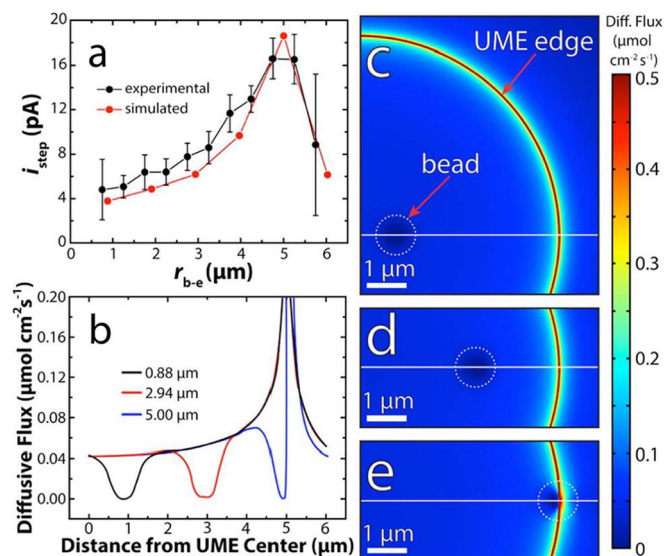 a
experimental
simulated
20
16
12
8
4
0
i step (pA)
0 1 2 3 4 5 6
r b-e (µm)
b
0.88 µm
2.94 µm
5.00 µm
0.20
0.16
0.12
0.08
0.04
0.00
Diffusive Flux (µmol cm⁻²s⁻¹)
0 1 2 3 4 5 6
Distance from UME Center (µm)
c
UME edge
bead
1 µm
d
1 µm
e
1 µm
Diff. Flux
(µmol
cm⁻² s⁻¹)
0.5
0.4
0.3
0.2
0.1
0